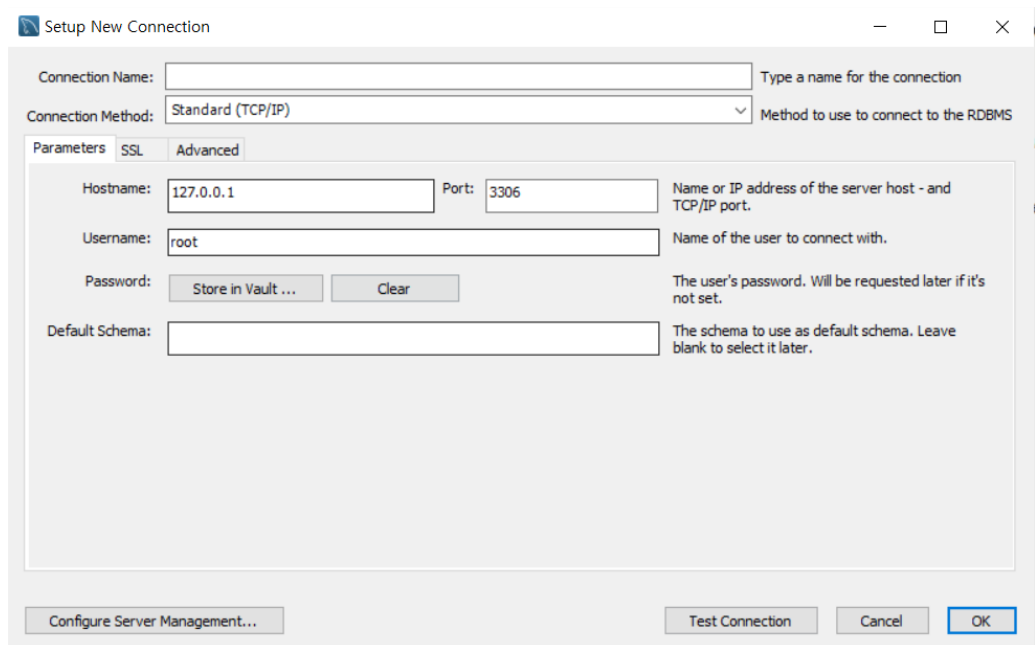 Setup New Connection
Connection Name:
Type a name for the connection
Connection Method:
Standard (TCP/IP)
Method to use to connect to the RDBMS
Parameters
SSL
Advanced
Hostname:
127.0.0.1
Port:
3306
Name or IP address of the server host - and
TCP/IP port.
Username:
root
Name of the user to connect with.
Password:
Store in Vault ...
Clear
The user's password. Will be requested later if it's
not set.
Default Schema:
The schema to use as default schema. Leave
blank to select it later.
Configure Server Management...
Test Connection
Cancel
OK